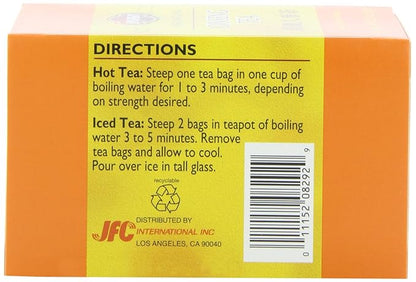 DIRECTIONS
Hot Tea: Steep one tea bag in one cup of
boiling water for 1 to 3 minutes, depending
on strength desired.
Iced Tea: Steep 2 bags in teapot of boiling
water 3 to 5 minutes. Remove
tea bags and allow to cool.
Pour over ice in tall glass.
recyclable
JFC
DISTRIBUTED BY
INTERNATIONAL INC
LOS ANGELES, CA 90040
0 11152 08292 9